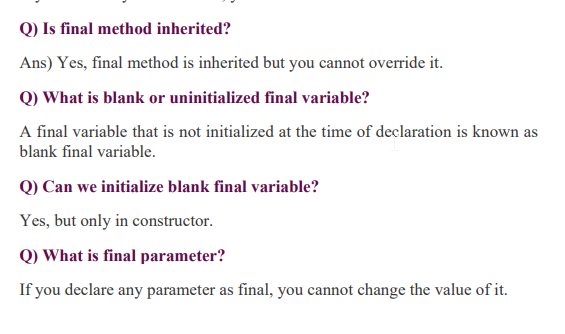 Q) Is final method inherited?
Ans) Yes, final method is inherited but you cannot override it.
Q) What is blank or uninitialized final variable?
A final variable that is not initialized at the time of declaration is known as
blank final variable.
Q) Can we initialize blank final variable?
Yes, but only in constructor.
Q) What is final parameter?
If you declare any parameter as final, you cannot change the value of it.